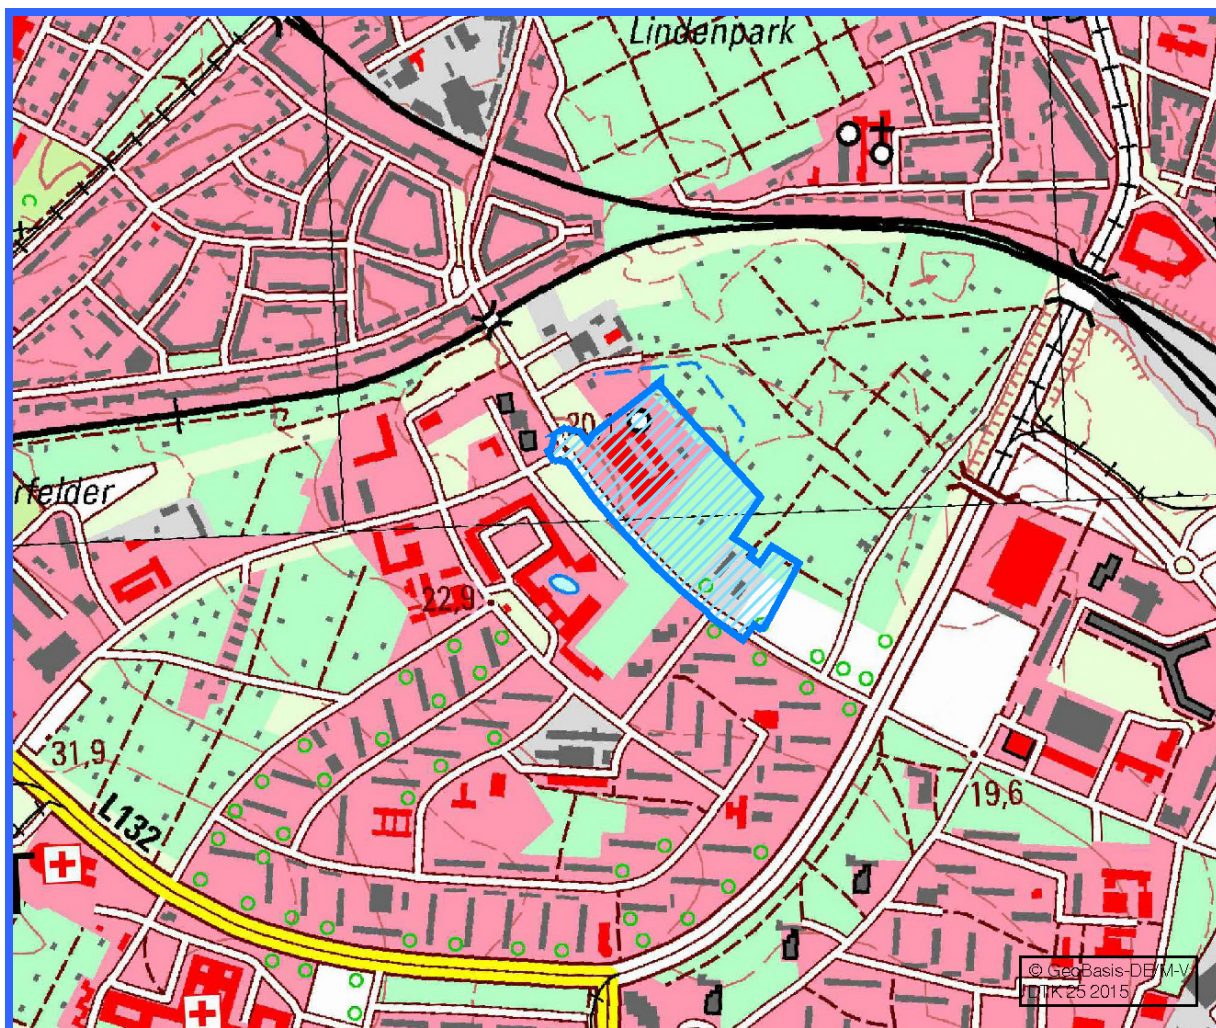 Lindenpark
c
20,1
rfelder
22,9
31,9
L132
19,6
© GeoBasis-DE/M-V
DTK 25 2015